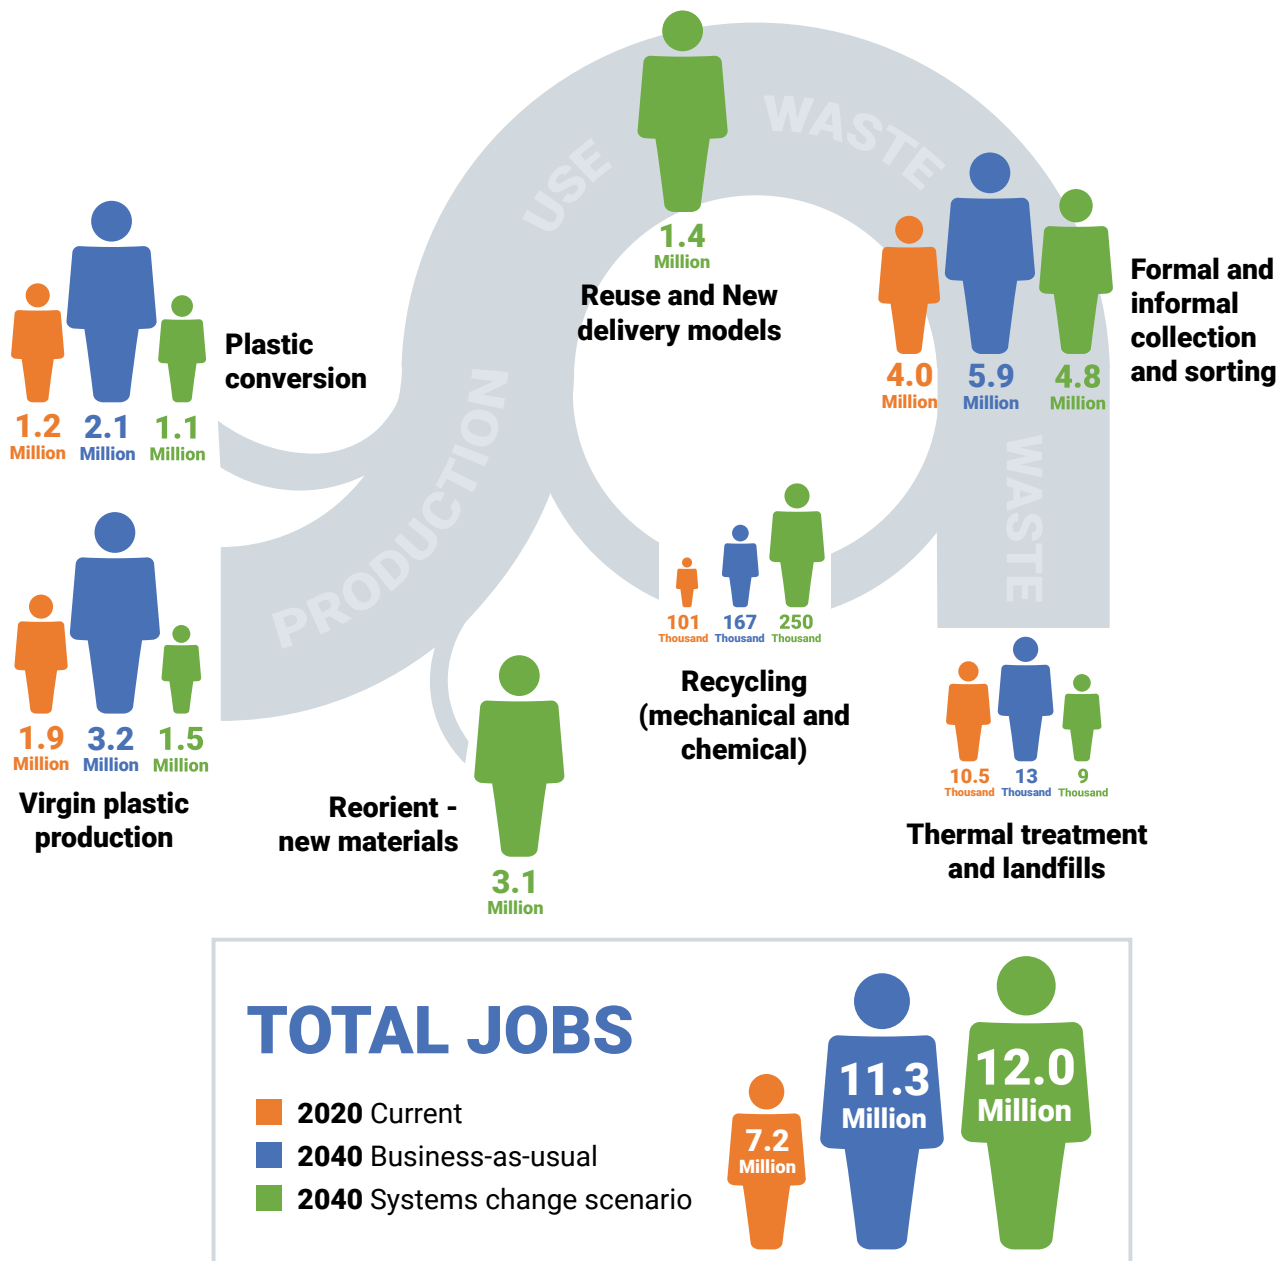 USE
WASTE
1.4
Million
Reuse and New
delivery models
Plastic
conversion
1.2
Million
2.1
Million
1.1
Million
4.0
Million
5.9
Million
4.8
Million
Formal and
informal
collection
and sorting
PRODUCTION
WASTE
1.9
Million
3.2
Million
1.5
Million
Virgin plastic
production
101
Thousand
167
Thousand
250
Thousand
Recycling
(mechanical and
chemical)
10.5
Thousand
13
Thousand
9
Thousand
Thermal treatment
and landfills
Reorient -
new materials
3.1
Million
TOTAL JOBS
2020 Current
2040 Business-as-usual
2040 Systems change scenario
7.2
Million
11.3
Million
12.0
Million